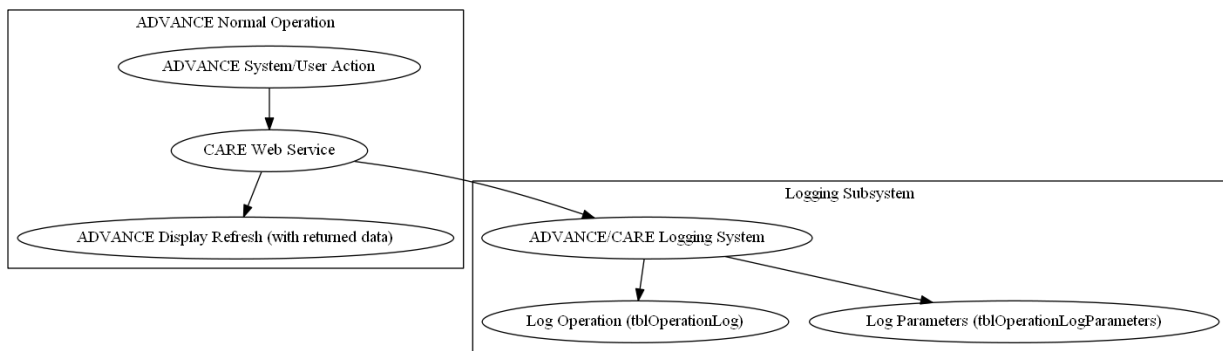 ADVANCE Normal Operation
ADVANCE System/User Action
CARE Web Service
ADVANCE Display Refresh (with returned data)
Logging Subsystem
ADVANCE/CARE Logging System
Log Operation (tblOperationLog)
Log Parameters (tblOperationLogParameters)